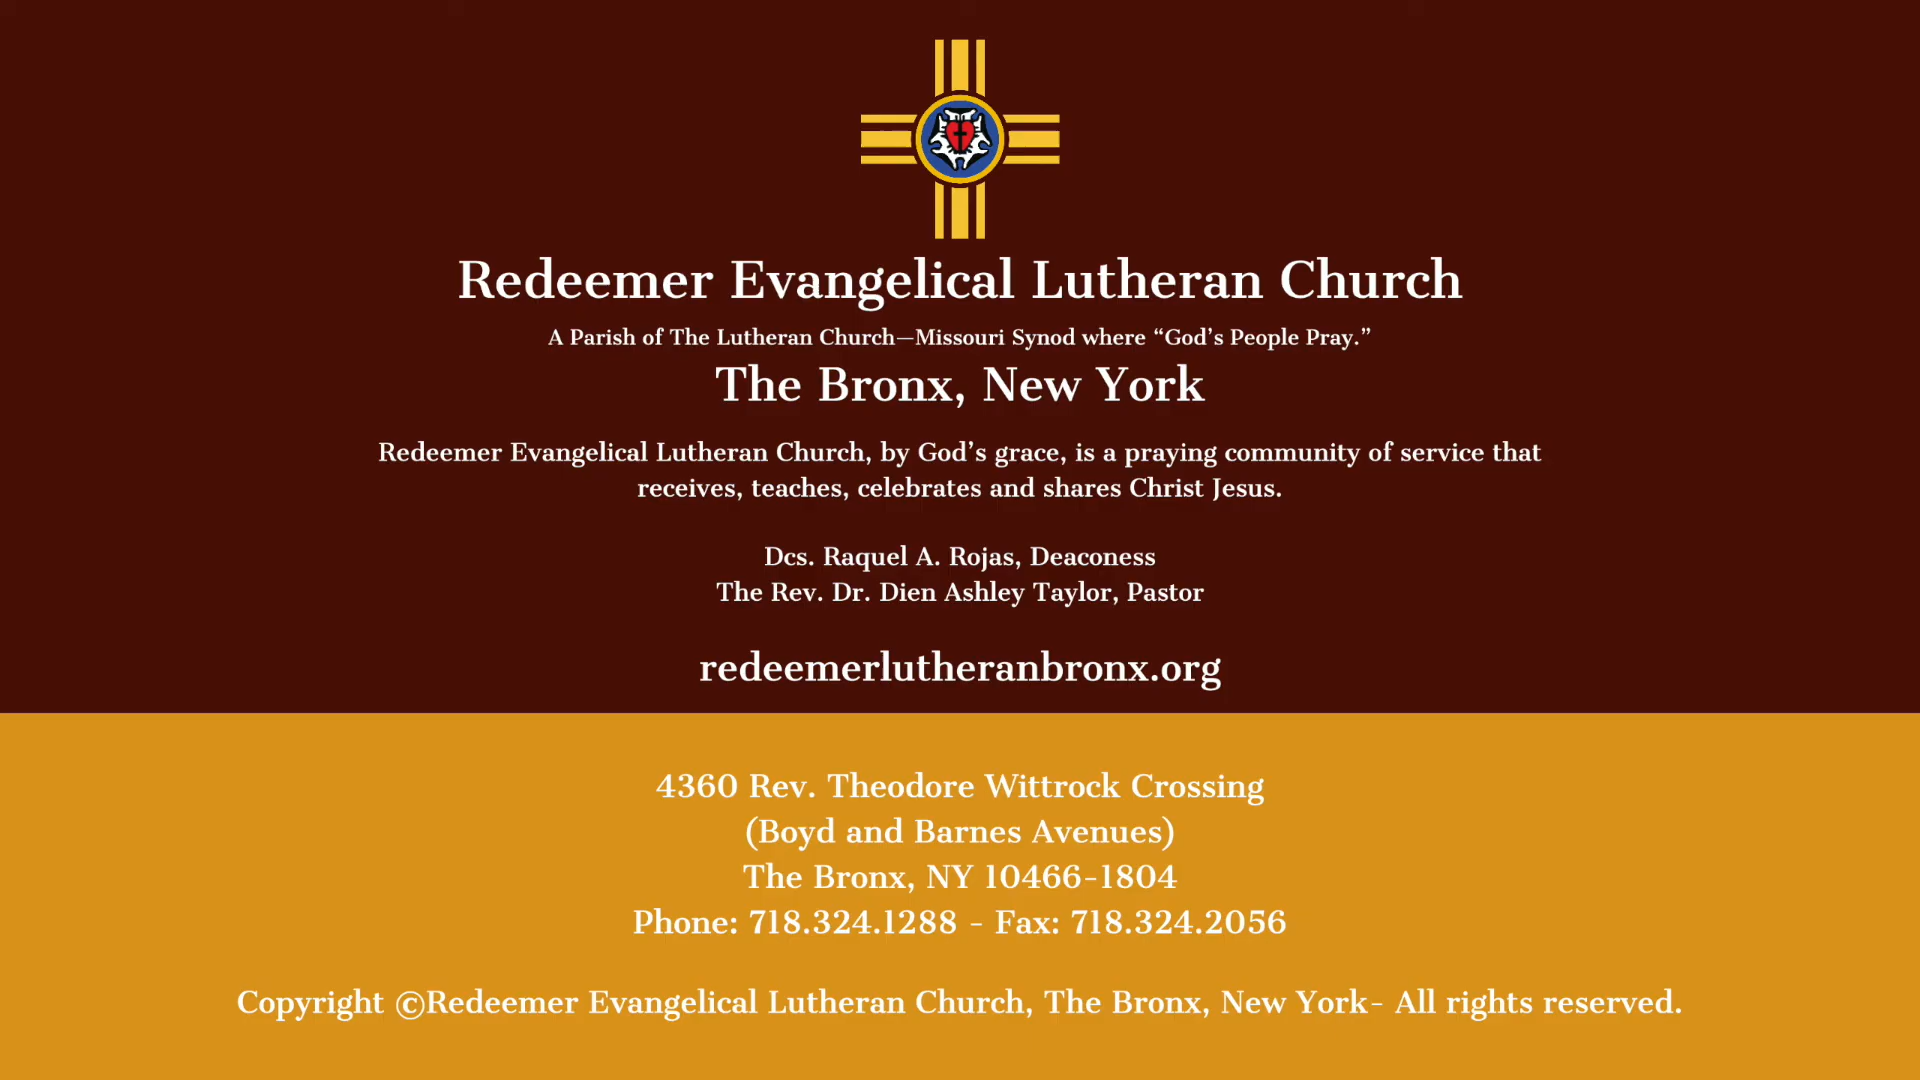 Redeemer Evangelical Lutheran Church
A Parish of The Lutheran Church—Missouri Synod where “God’s People Pray.”
The Bronx, New York
Redeemer Evangelical Lutheran Church, by God’s grace, is a praying community of service that
receives, teaches, celebrates and shares Christ Jesus.
Dcs. Raquel A. Rojas, Deaconess
The Rev. Dr. Dien Ashley Taylor, Pastor
redeemerlutheranbronx.org
4360 Rev. Theodore Wittrock Crossing
(Boyd and Barnes Avenues)
The Bronx, NY 10466-1804
Phone: 718.324.1288 - Fax: 718.324.2056
Copyright ©Redeemer Evangelical Lutheran Church, The Bronx, New York- All rights reserved.